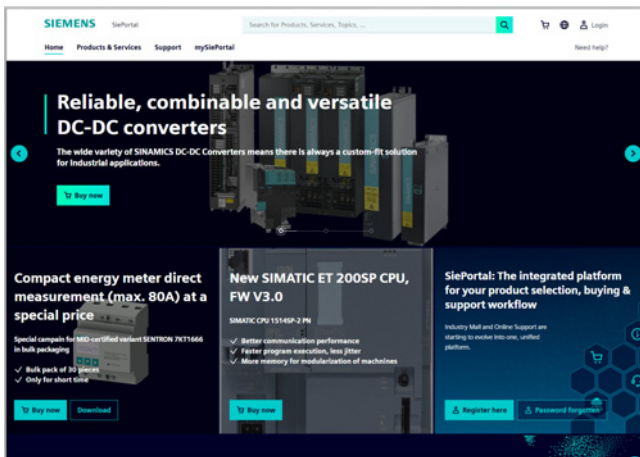 SIEMENS SiePortal Search for Products, Services, Topics, ... Login
Home Products & Services Support mySiePortal Need help?
Reliable, combinable and versatile
DC-DC converters
The wide variety of SINAMICS DC-DC Converters means there is always a custom-fit solution
for industrial applications.
Buy now
Compact energy meter direct
measurement (max. 80A) at a
special price
Special campain for MID-certified variant SENTRON 7KT1666
in bulk packaging
Bulk pack of 30 pieces
Only for short time
Buy now Download
New SIMATIC ET 200SP CPU,
FW V3.0
SIMATIC CPU 1514SP-2 PN
Better communication performance
Faster program execution, less jitter
More memory for modularization of machines
Buy now
SiePortal: The integrated platform
for your product selection, buying &
support workflow
Industry Mall and Online Support are
starting to evolve into one, unified
platform.
Register here Password forgotten